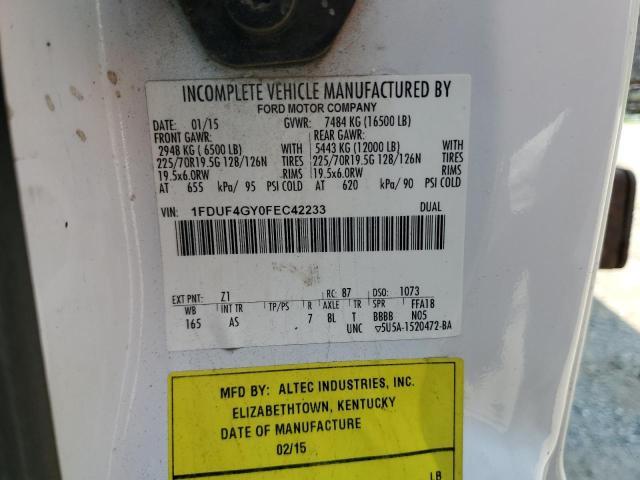 INCOMPLETE VEHICLE MANUFACTURED BY
FORD MOTOR COMPANY
DATE: 01/15 GVWR: 7484 KG (16500 LB)
FRONT GAWR: REAR GAWR:
2948 KG ( 6500 LB) WITH 5443 KG (12000 LB) WITH
225/70R19.5G 128/126N TIRES 225/70R19.5G 128/126N TIRES
19.5x6.0RW RIMS 19.5x6.0RW RIMS
AT 655 kPa/ 95 PSI COLD AT 620 kPa/ 90 PSI COLD
VIN: 1FDUF4GY0FEC42233 DUAL
EXT PNT: Z1 RC: 87 DSO: 1073
WB INT TR TP/PS R AXLE TR SPR FFA18
165 AS 7 8L T BBBB N05
UNC ▽5U5A-1520472-BA
MFD BY: ALTEC INDUSTRIES, INC.
ELIZABETHTOWN, KENTUCKY
DATE OF MANUFACTURE
02/15
LB